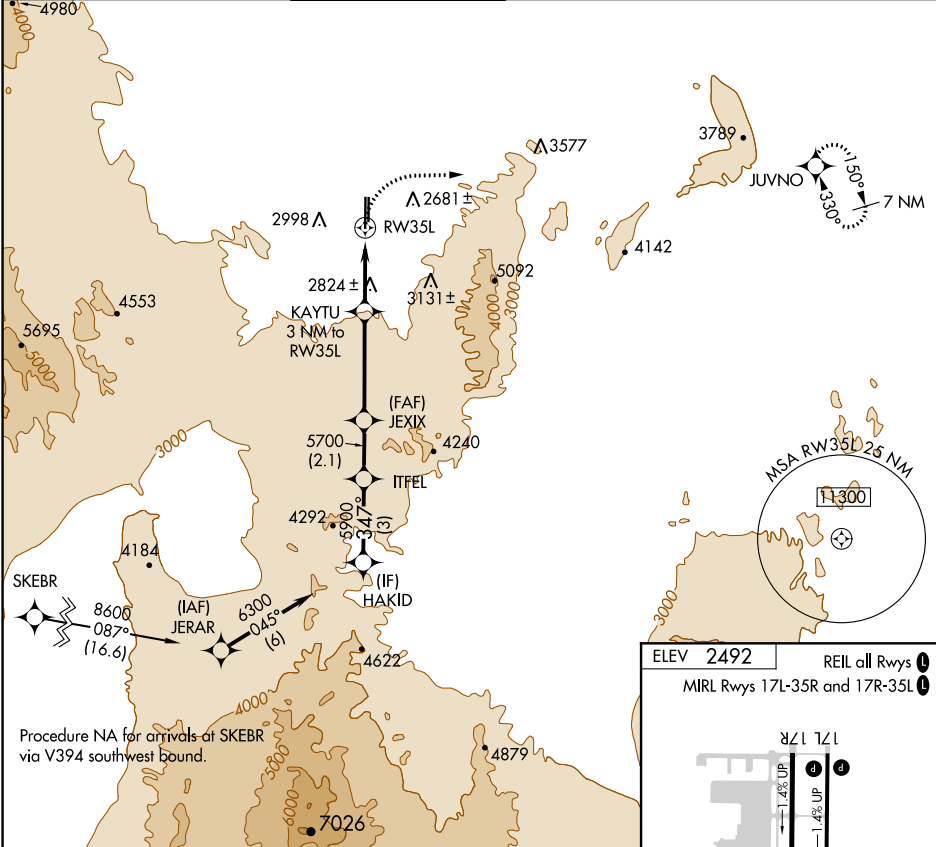 4980
4000
3577
3789
JUVNO
150°
330°
7 NM
2681±
2998
RW35L
4142
5092
2824 ±
3131±
4000
3000
KAYTU
3 NM to
RW35L
4553
5695
5000
(FAF)
JEXIX
5700
(2.1)
4240
ITFEL
3000
MSA RW35L 25 NM
11300
4292
5900
347°
(3)
4184
(IF)
HAKID
SKEBR
8600
087°
(16.6)
(IAF)
JERAR
6300
045°
(6)
3000
4622
4000
ELEV 2492
REIL all Rwys L
MIRL Rwys 17L-35R and 17R-35L L
Procedure NA for arrivals at SKEBR
via V394 southwest bound.
5000
4879
6000
7026
17R
17L
P
P
1.4% UP
1.4% UP